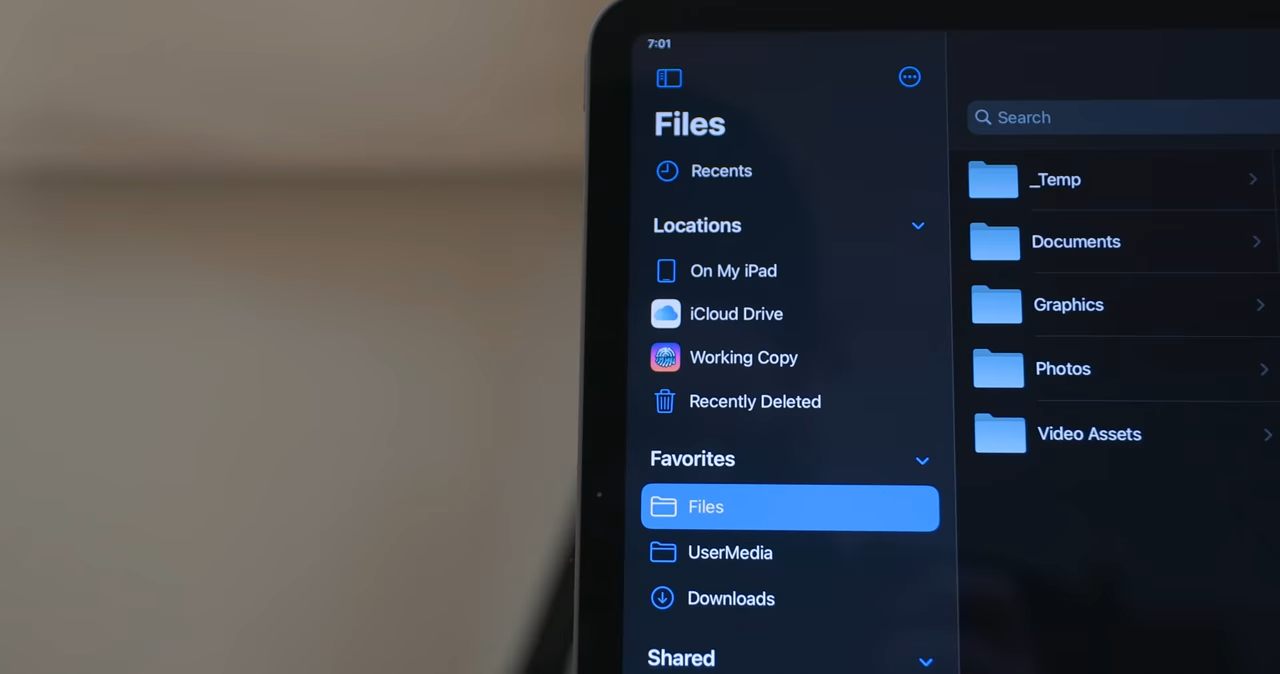 7:01
Files
Recents
Locations
On My iPad
iCloud Drive
Working Copy
Recently Deleted
Favorites
Files
UserMedia
Downloads
Shared
Search
_Temp
Documents
Graphics
Photos
Video Assets